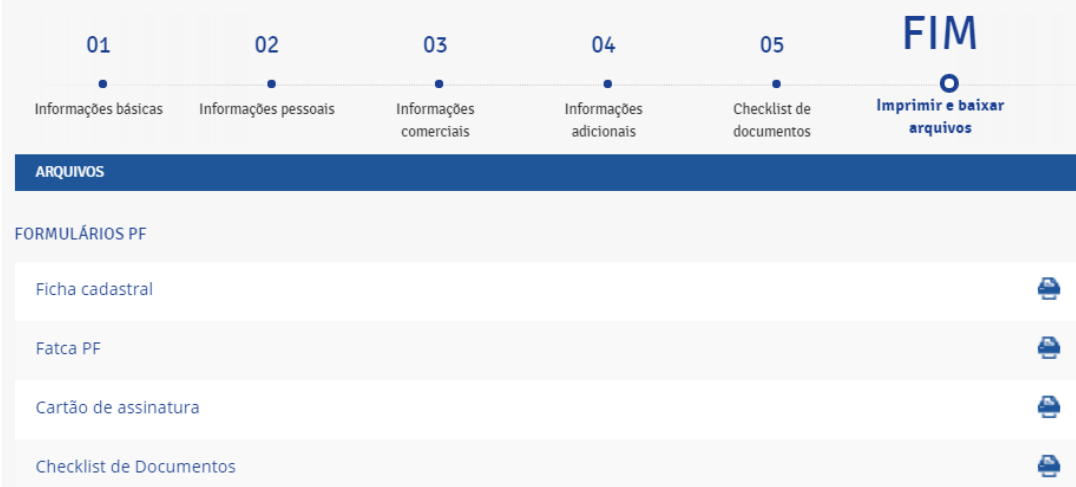 01
02
03
04
05
FIM
Informações básicas
Informações pessoais
Informações
comerciais
Informações
adicionais
Checklist de
documentos
Imprimir e baixar
arquivos
ARQUIVOS
FORMULÁRIOS PF
Ficha cadastral
Fatca PF
Cartão de assinatura
Checklist de Documentos